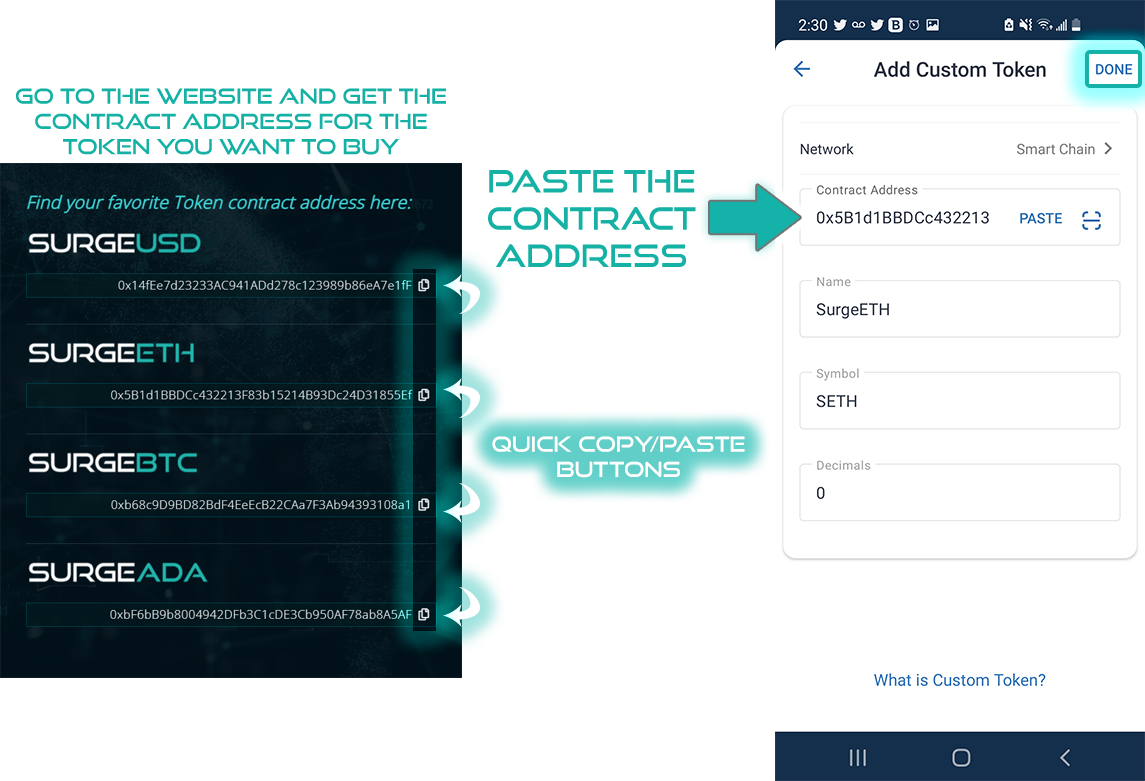 GO TO THE WEBSITE AND GET THE
CONTRACT ADDRESS FOR THE
TOKEN YOU WANT TO BUY
Find your favorite Token contract address here:
SURGEUSD
0x14fEe7d23233AC941ADd278c123989b86eA7e1fF
SURGEETH
0x5B1d1BBDCc432213F83b15214B93Dc24D31855Ef
SURGEBTC
0xb68c9D9BD82BdF4EeEcB22CAa7F3Ab94393108a1
SURGEADA
0xbF6bB9b8004942DFb3C1cDE3Cb950AF78ab8A5AF
PASTE THE
CONTRACT
ADDRESS
QUICK COPY/PASTE
BUTTONS
2:30
Add Custom Token
DONE
Network
Smart Chain
Contract Address
0x5B1d1BBDCc432213
PASTE
Name
SurgeETH
Symbol
SETH
Decimals
0
What is Custom Token?